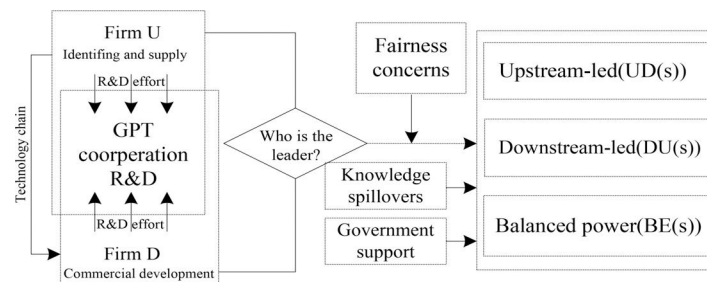 Firm U
Identifing and supply
R&D effort
GPT
coorperation
R&D
R&D effort
Firm D
Commercial development
Technology chain
Who is the
leader?
Fairness
concerns
Knowledge
spillovers
Government
support
Upstream-led(UD(s))
Downstream-led(DU(s))
Balanced power(BE(s))